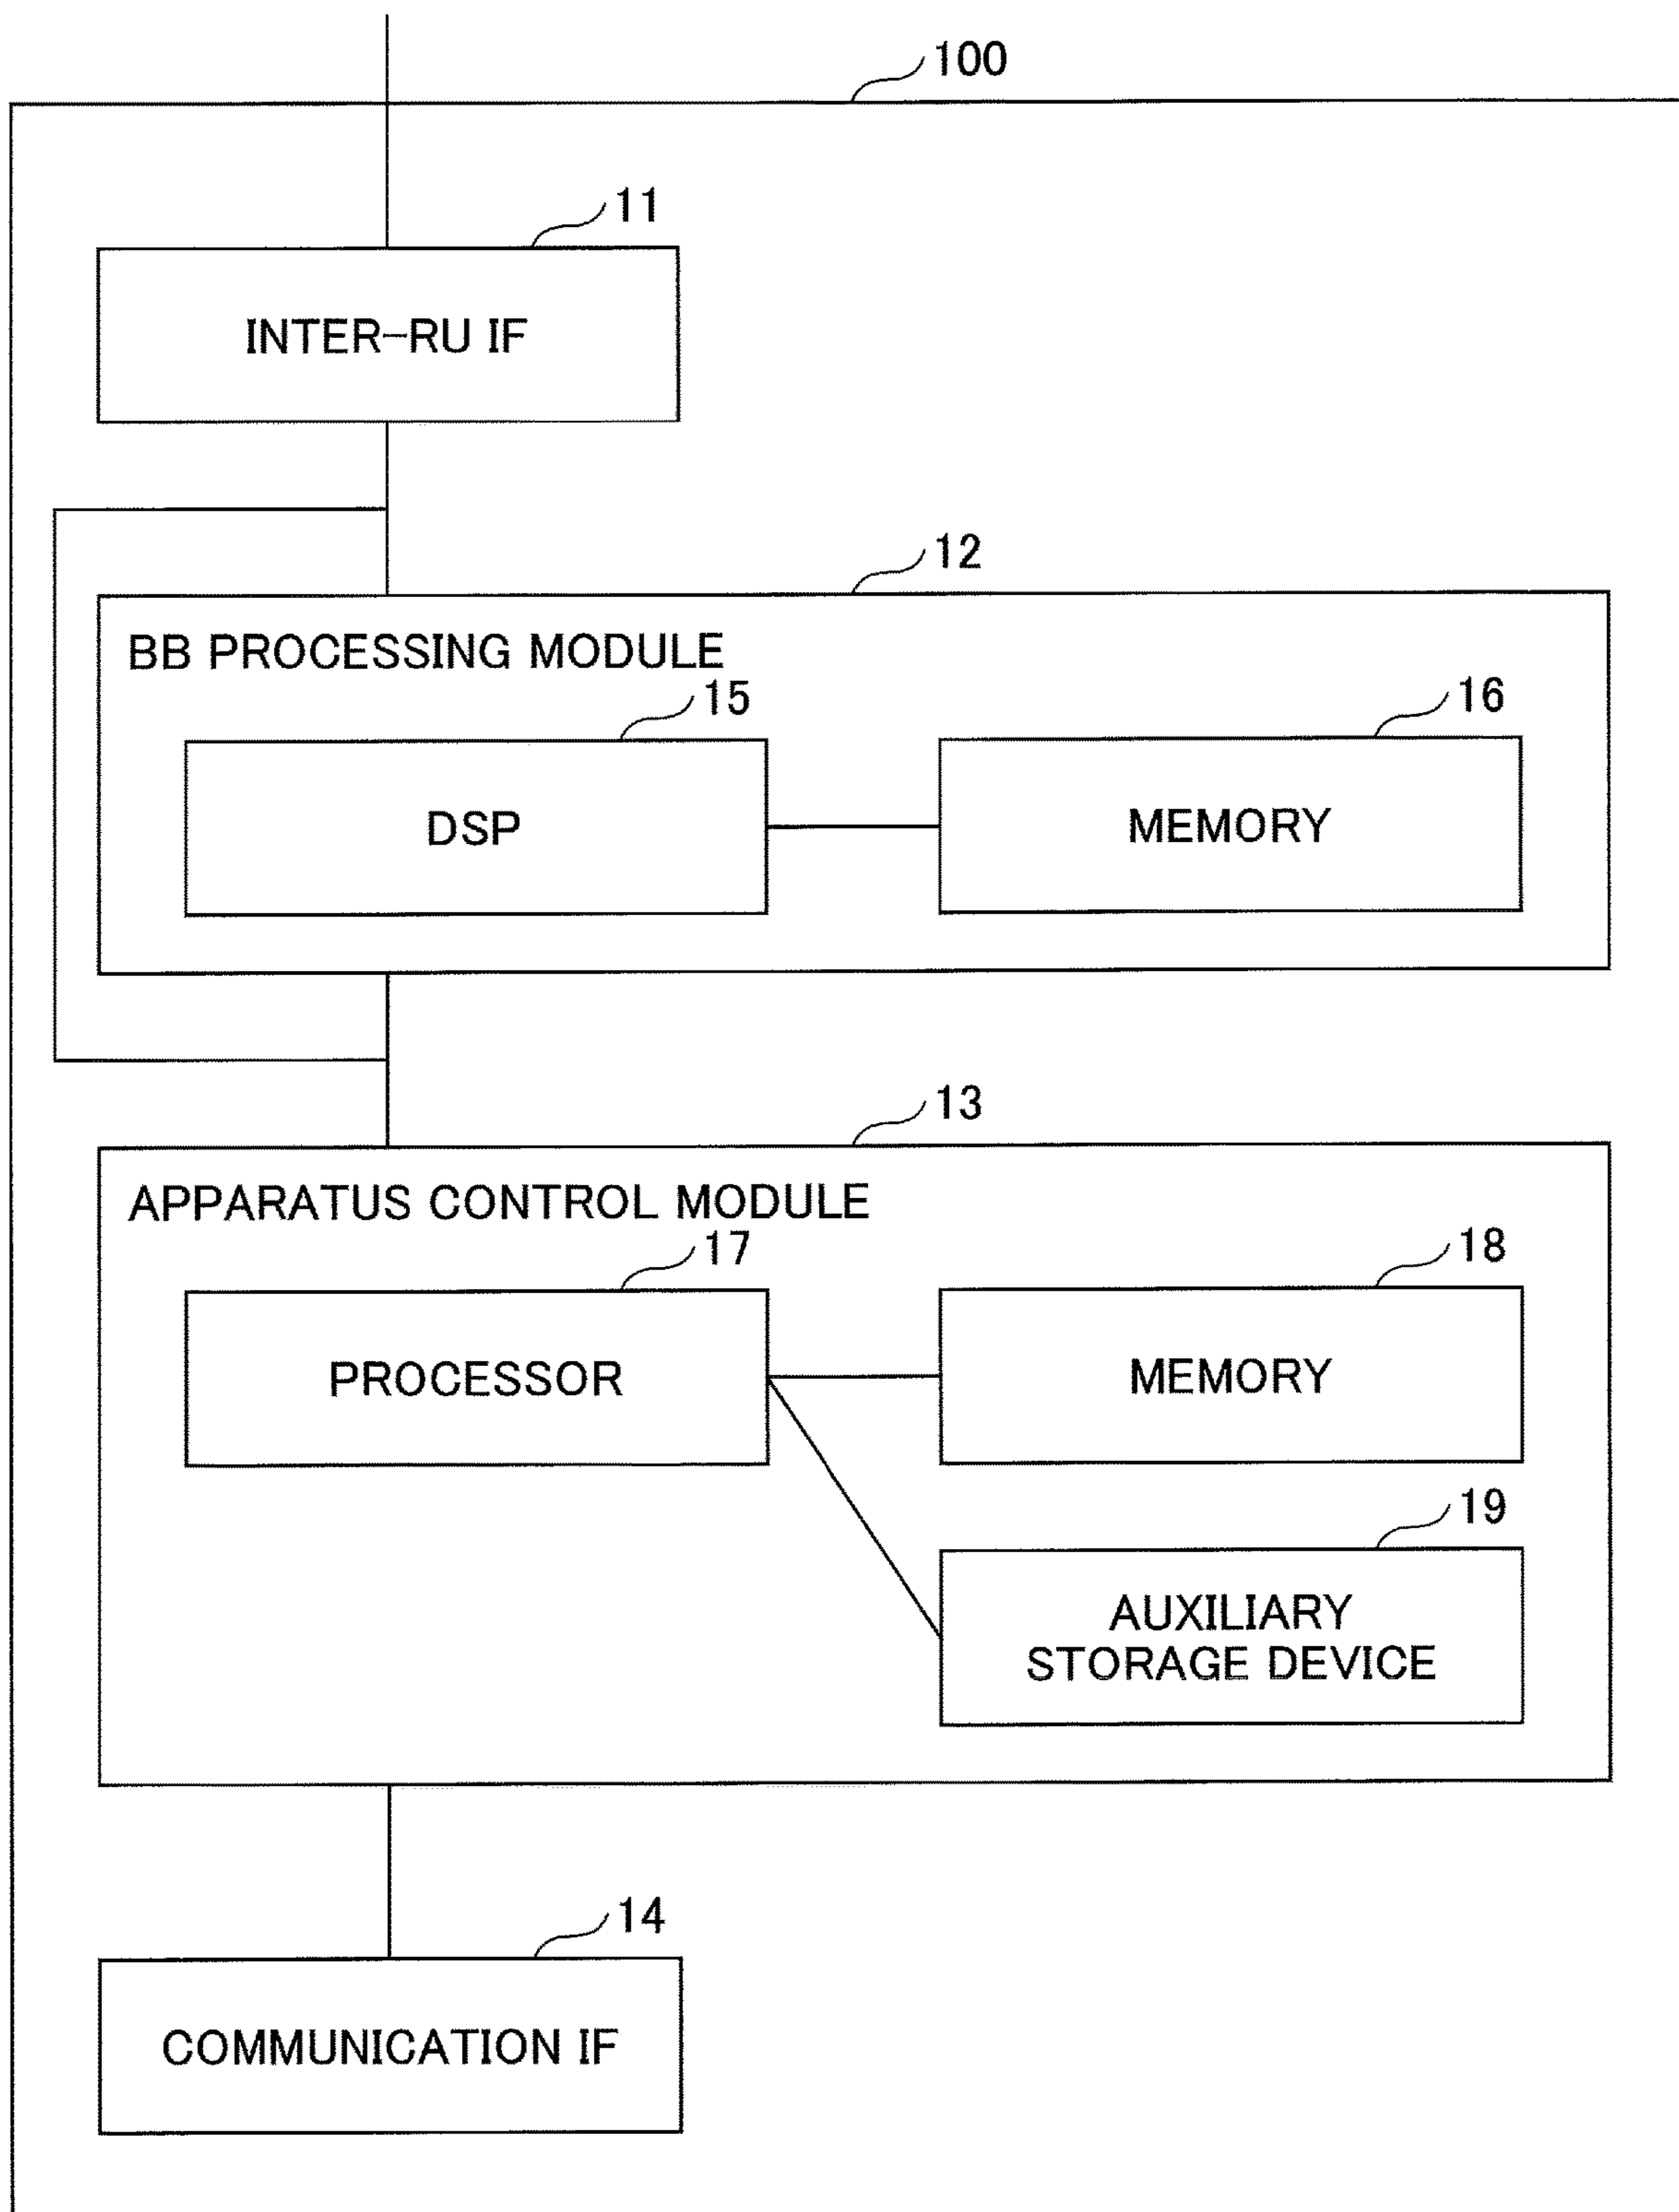 100
11
INTER-RU IF
12
BB PROCESSING MODULE
15
16
DSP
MEMORY
13
APPARATUS CONTROL MODULE
17
18
PROCESSOR
MEMORY
19
AUXILIARY
STORAGE DEVICE
14
COMMUNICATION IF